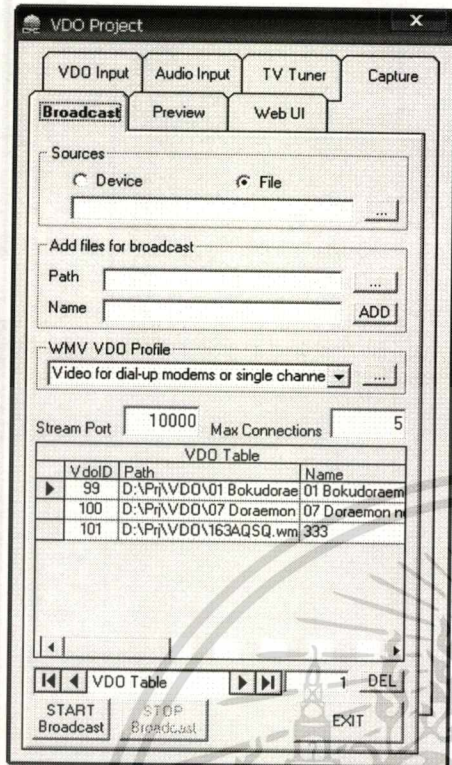 VDO Project x
VDO Input Audio Input TV Tuner Capture
Broadcast Preview Web UI
Sources
Device File
...
Add files for broadcast
Path ...
Name ADD
WMV VDO Profile
Video for dial-up modems or single channe ...
Stream Port 10000 Max Connections 5
VDO Table
VdoID Path Name
99 D:\Prj\VDO\01 Bokudorae 01 Bokudoraem
100 D:\Prj\VDO\07 Doraemon 07 Doraemon n
101 D:\Prj\VDO\163AQSQ.wm 333
VDO Table 1 DEL
START Broadcast STOP Broadcast EXIT